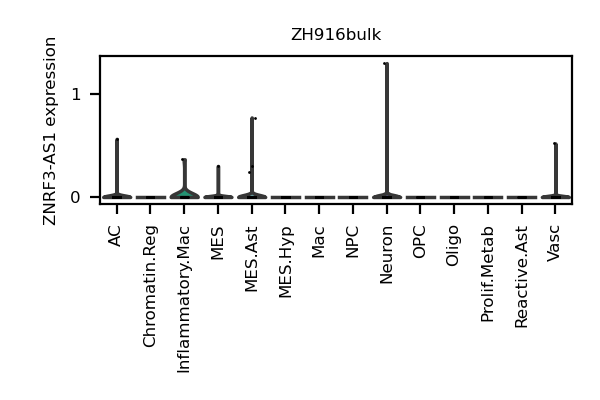 ZH916bulk
ZNRF3-AS1 expression
1
0
AC
Chromatin.Reg
Inflammatory.Mac
MES
MES.Ast
MES.Hyp
Mac
NPC
Neuron
OPC
Oligo
Prolif.Metab
Reactive.Ast
Vasc